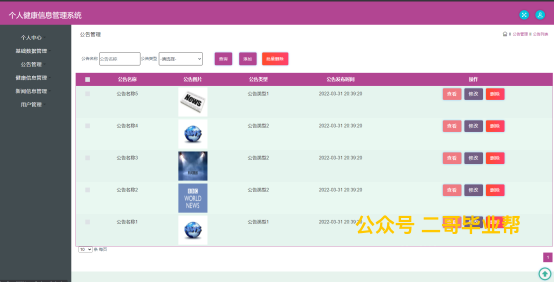 个人健康信息管理系统
个人中心
基础数据管理
公告管理
健康信息管理
新闻信息管理
用户管理
公告管理
公告管理 公告列表
公告名称 公告名称 公告类型 -请选择- 查询 添加 批量删除
公告名称 公告图片 公告类型 公告发布时间 操作
公告名称5 NEWS 公告类型1 2022-03-31 20:39:29 查看 修改 删除
公告名称4 公告类型2 2022-03-31 20:39:29 查看 修改 删除
公告名称3 公告类型2 2022-03-31 20:39:29 查看 修改 删除
公告名称2 BBC WORLD NEWS 公告类型2 2022-03-31 20:39:29 查看 修改 删除
公告名称1 公告类型1 2022-03-31 20:39:29 查看 修改 删除
公众号 二哥毕业帮
10 条 每页
1